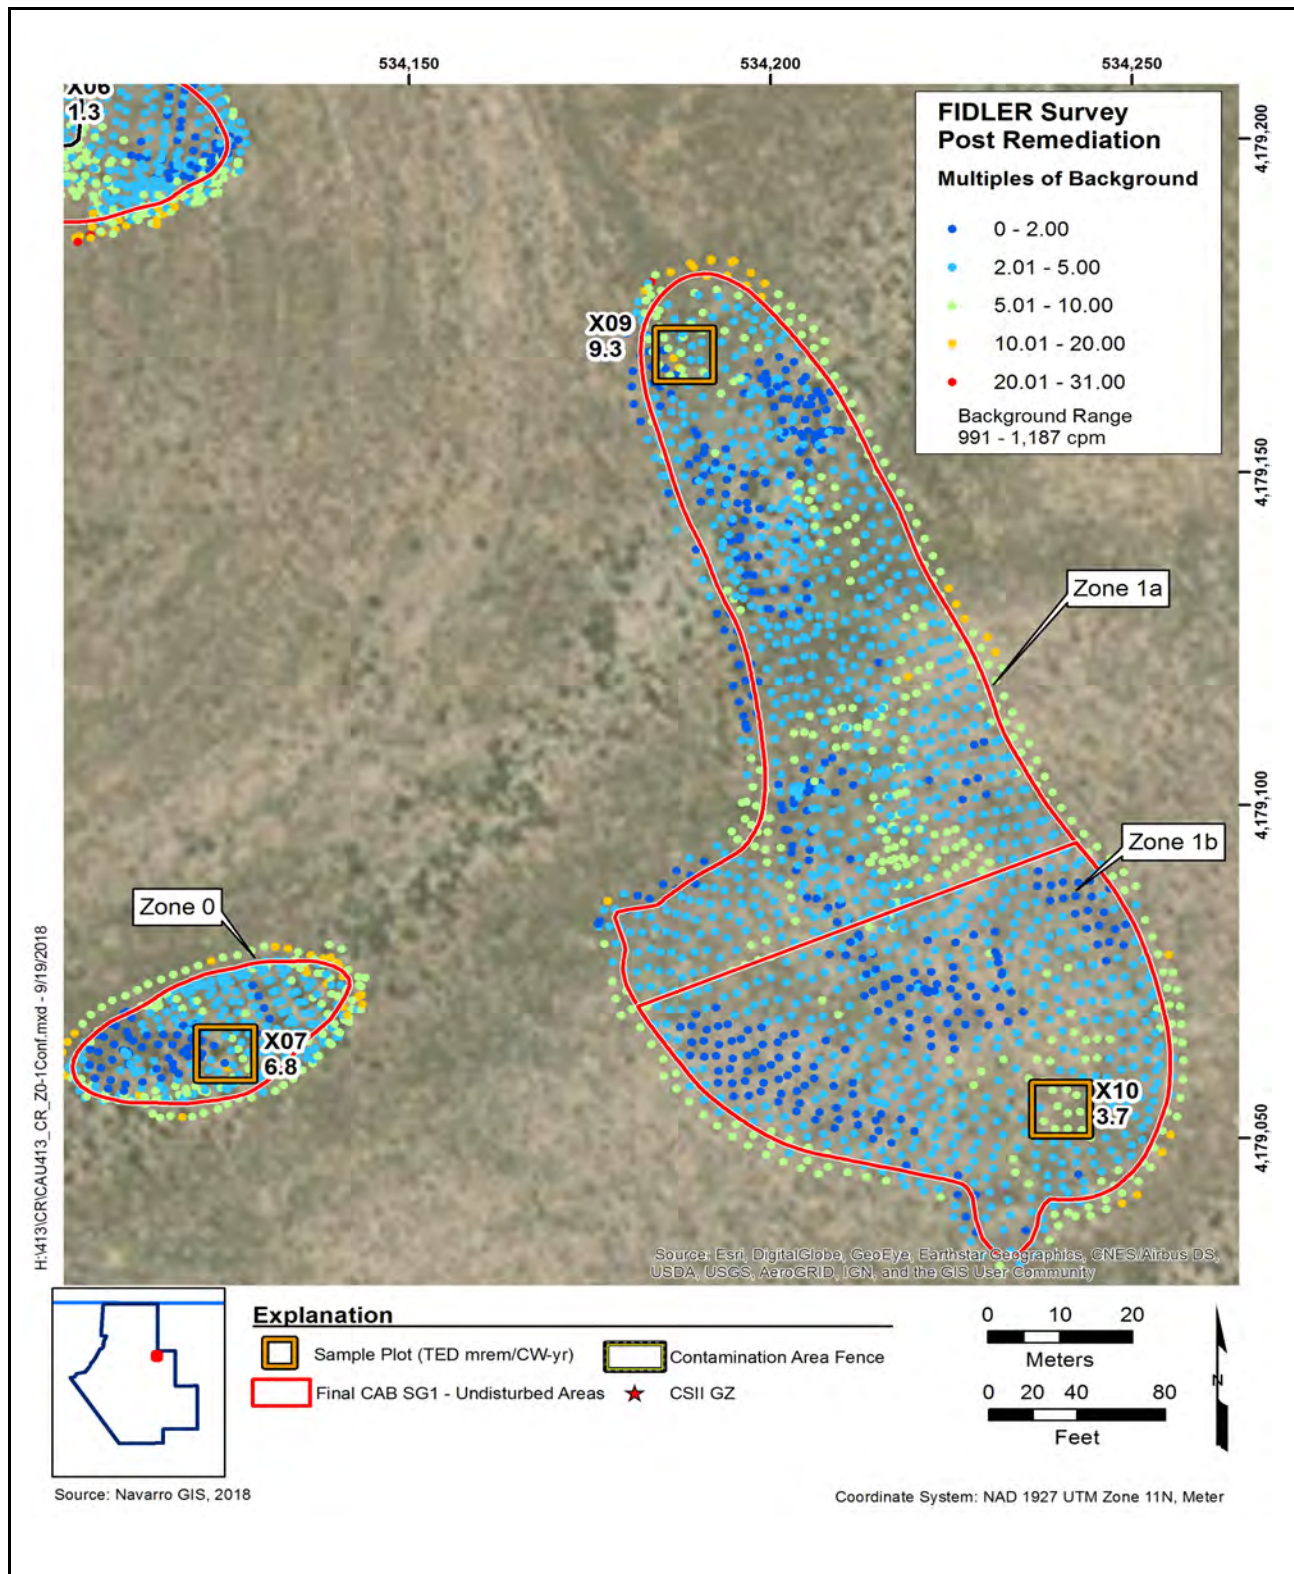 534,150
534,200
534,250
X06
1.3
FIDLER Survey
Post Remediation
Multiples of Background
0 - 2.00
2.01 - 5.00
5.01 - 10.00
10.01 - 20.00
20.01 - 31.00
Background Range
991 - 1,187 cpm
4,179,200
4,179,150
4,179,100
4,179,050
X09
9.3
Zone 1a
Zone 1b
Zone 0
X07
6.8
X10
3.7
H:\413\CR\CAU413_CR_Z0-1Conf.mxd - 9/19/2018
Source: Esri, DigitalGlobe, GeoEye, Earthstar Geographics, CNES/Airbus DS,
USDA, USGS, AeroGRID, IGN, and the GIS User Community
Explanation
Sample Plot (TED mrem/CW-yr)
Contamination Area Fence
Final CAB SG1 - Undisturbed Areas
CSII GZ
0 10 20
Meters
0 20 40 80
Feet
N
Source: Navarro GIS, 2018
Coordinate System: NAD 1927 UTM Zone 11N, Meter